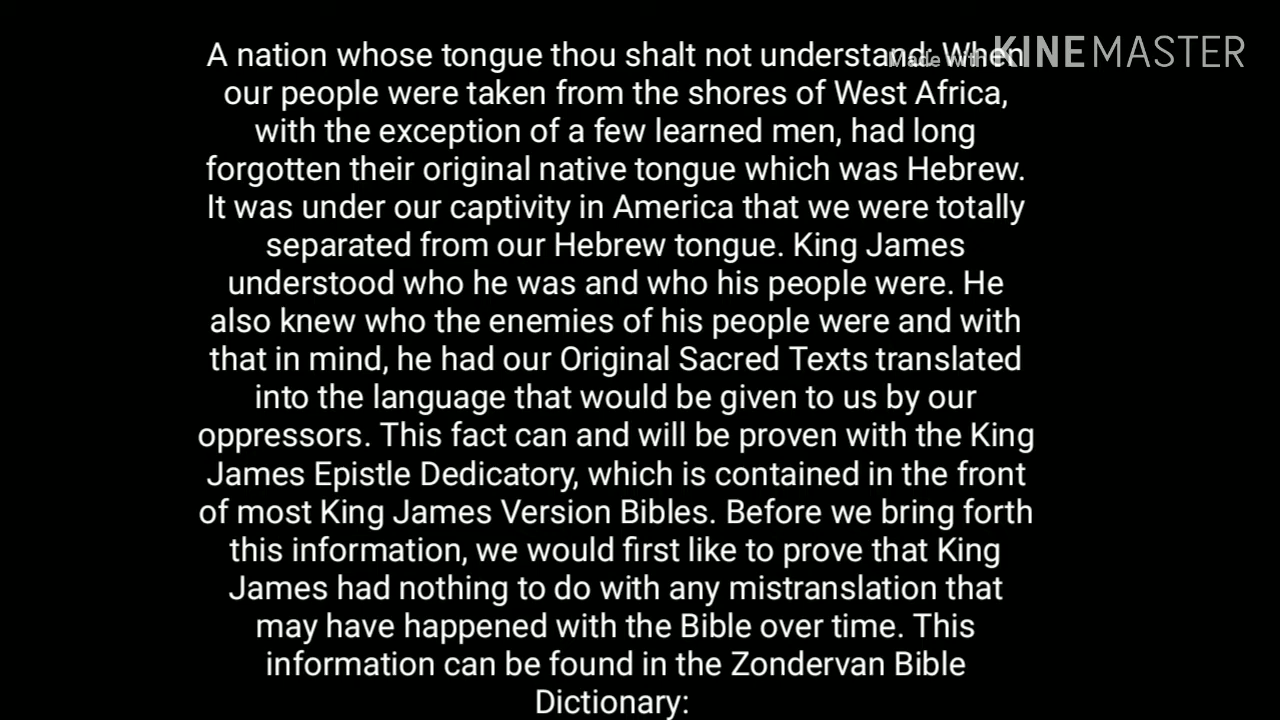 A nation whose tongue thou shalt not understand: When
Made with KINEMASTER
our people were taken from the shores of West Africa,
with the exception of a few learned men, had long
forgotten their original native tongue which was Hebrew.
It was under our captivity in America that we were totally
separated from our Hebrew tongue. King James
understood who he was and who his people were. He
also knew who the enemies of his people were and with
that in mind, he had our Original Sacred Texts translated
into the language that would be given to us by our
oppressors. This fact can and will be proven with the King
James Epistle Dedicatory, which is contained in the front
of most King James Version Bibles. Before we bring forth
this information, we would first like to prove that King
James had nothing to do with any mistranslation that
may have happened with the Bible over time. This
information can be found in the Zondervan Bible
Dictionary: